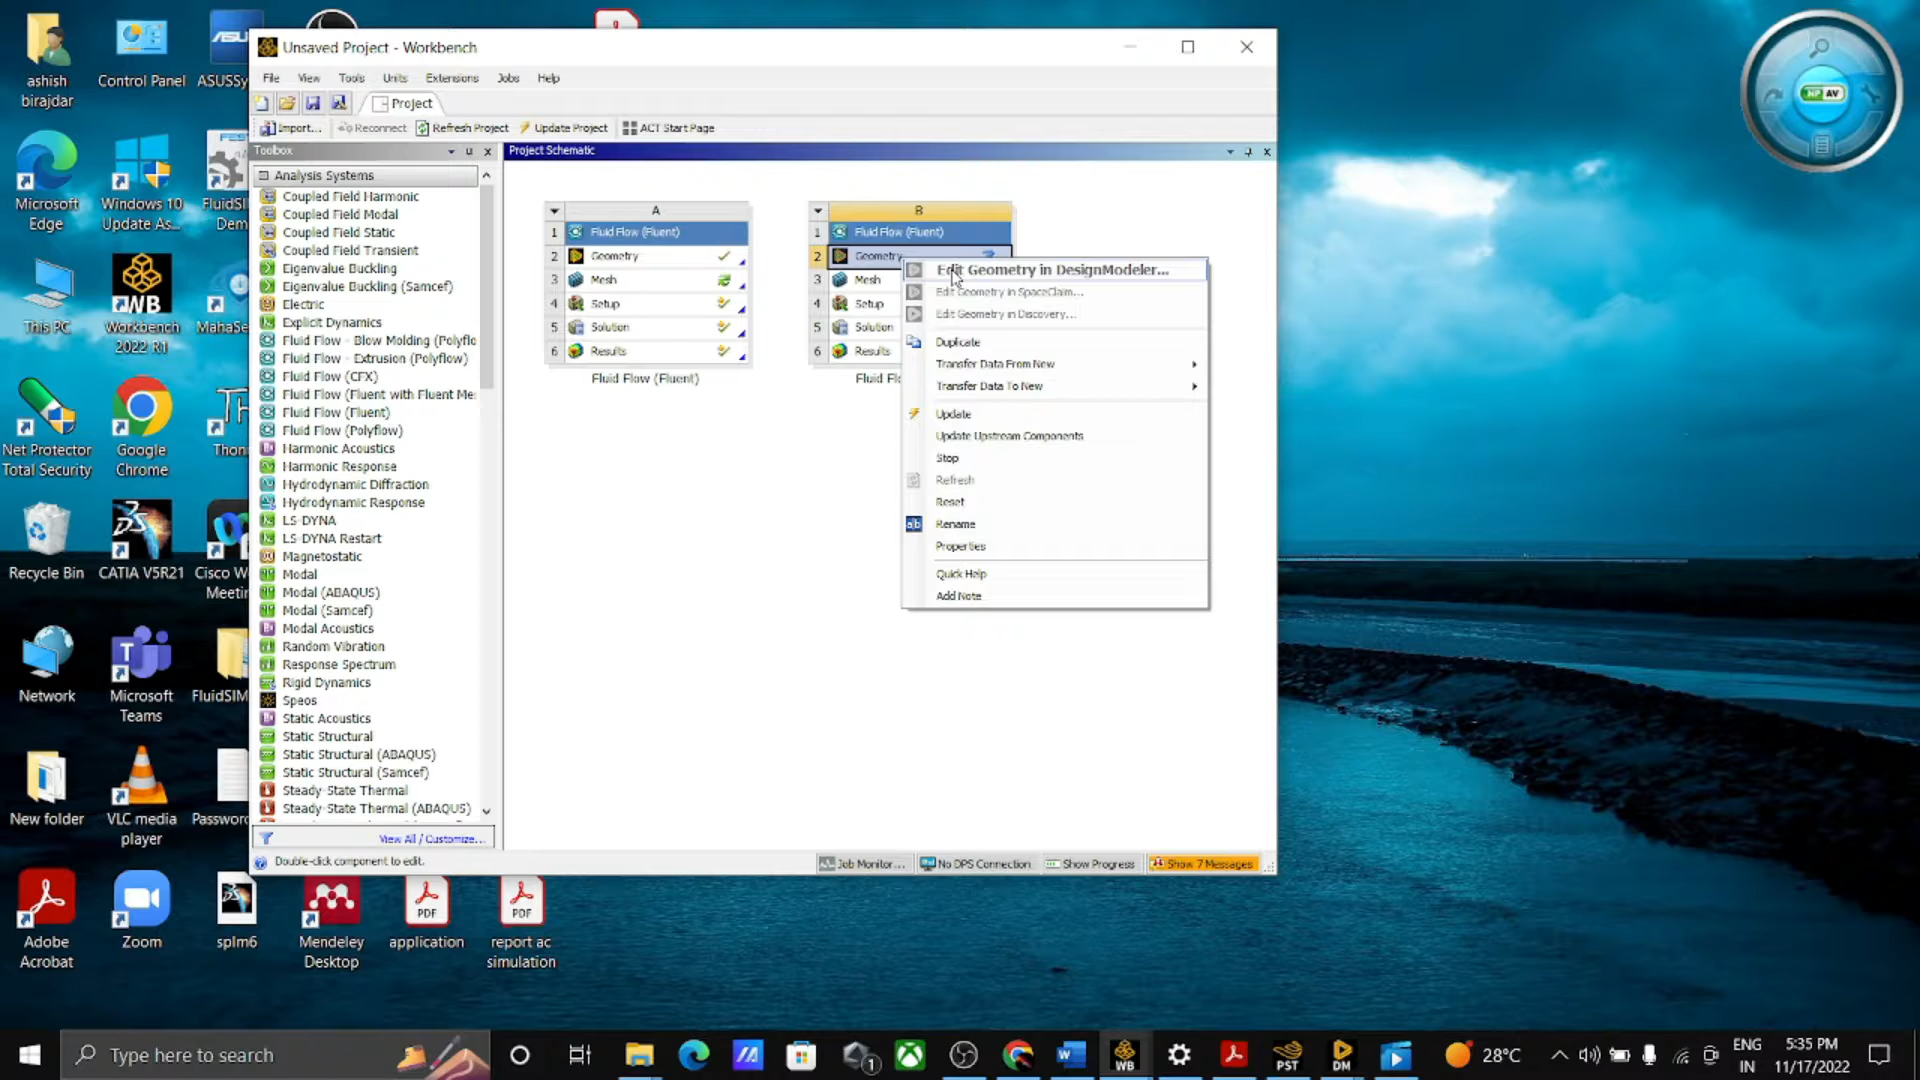 Unsaved Project - Workbench
File View Tools Units Extensions Jobs Help
Project
Import... Reconnect Refresh Project Update Project ACT Start Page
Toolbox
Project Schematic
Analysis Systems
Coupled Field Harmonic
Coupled Field Modal
Coupled Field Static
Coupled Field Transient
Eigenvalue Buckling
Eigenvalue Buckling (Samcef)
Electric
Explicit Dynamics
Fluid Flow - Blow Molding (Polyflo
Fluid Flow - Extrusion (Polyflow)
Fluid Flow (CFX)
Fluid Flow (Fluent with Fluent Me
Fluid Flow (Fluent)
Fluid Flow (Polyflow)
Harmonic Acoustics
Harmonic Response
Hydrodynamic Diffraction
Hydrodynamic Response
LS-DYNA
LS-DYNA Restart
Magnetostatic
Modal
Modal (ABAQUS)
Modal (Samcef)
Modal Acoustics
Random Vibration
Response Spectrum
Rigid Dynamics
Speos
Static Acoustics
Static Structural
Static Structural (ABAQUS)
Static Structural (Samcef)
Steady-State Thermal
Steady-State Thermal (ABAQUS)
View All / Customize...
A
1 Fluid Flow (Fluent)
2 Geometry
3 Mesh
4 Setup
5 Solution
6 Results
Fluid Flow (Fluent)
B
1 Fluid Flow (Fluent)
2 Geometry
3 Mesh
4 Setup
5 Solution
6 Results
Edit Geometry in DesignModeler...
Edit Geometry in SpaceClaim...
Edit Geometry in Discovery...
Duplicate
Transfer Data From New
Transfer Data To New
Update
Update Upstream Components
Stop
Refresh
Reset
ab Rename
Properties
Quick Help
Add Note
Double-click component to edit.
Job Monitor... No DPS Connection Show Progress Show 7 Messages
ashish
birajdar
Control Panel
Microsoft
Edge
Windows 10
Update As...
This PC
WB
Workbench
2022 R1
Net Protector
Total Security
Google
Chrome
Recycle Bin
CATIA V5R21
Network
Microsoft
Teams
New folder
VLC media
player
Adobe
Acrobat
Zoom
splm6
Mendeley
Desktop
PDF
application
PDF
report ac
simulation
NP AV
Type here to search
1
WB
PST
DM
28°C
ENG
IN
5:35 PM
11/17/2022